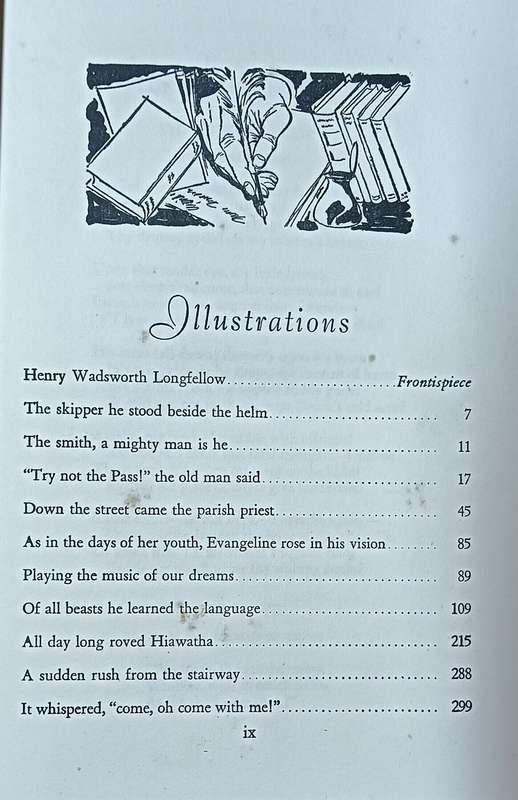 Illustrations
Henry Wadsworth Longfellow........................Frontispiece
The skipper he stood beside the helm........................ 7
The smith, a mighty man is he........................ 11
"Try not the Pass!" the old man said........................ 17
Down the street came the parish priest........................ 45
As in the days of her youth, Evangeline rose in his vision........ 85
Playing the music of our dreams........................ 89
Of all beasts he learned the language........................ 109
All day long roved Hiawatha........................ 215
A sudden rush from the stairway........................ 288
It whispered, "come, oh come with me!"........................ 299
ix